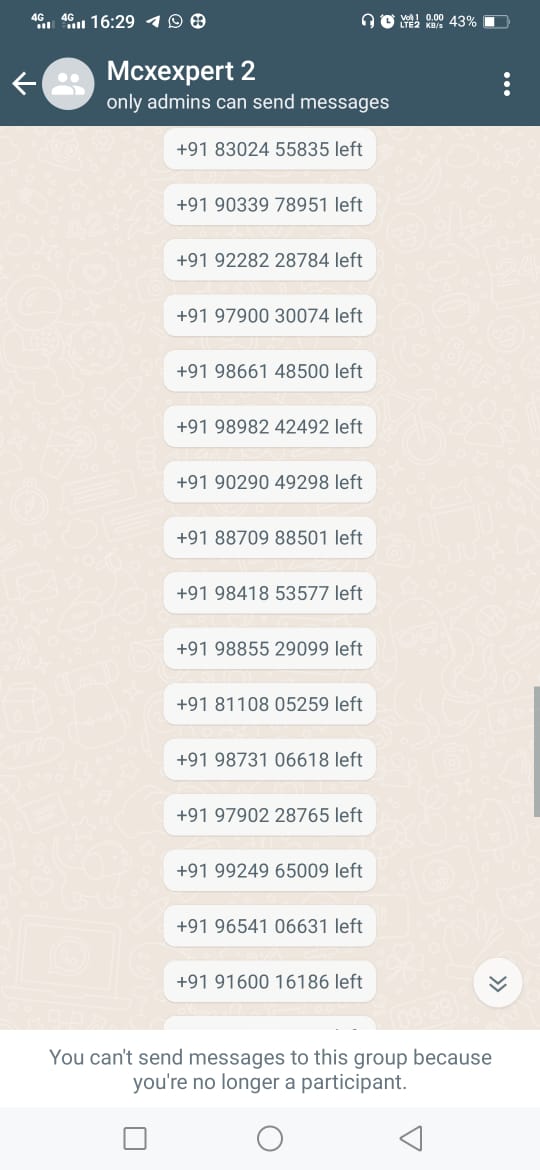 4G 4G 16:29 VoI) 1 LTE2 0.00 KB/s 43%
Mcxexpert 2
only admins can send messages
+91 83024 55835 left
+91 90339 78951 left
+91 92282 28784 left
+91 97900 30074 left
+91 98661 48500 left
+91 98982 42492 left
+91 90290 49298 left
+91 88709 88501 left
+91 98418 53577 left
+91 98855 29099 left
+91 81108 05259 left
+91 98731 06618 left
+91 97902 28765 left
+91 99249 65009 left
+91 96541 06631 left
+91 91600 16186 left
You can't send messages to this group because
you're no longer a participant.